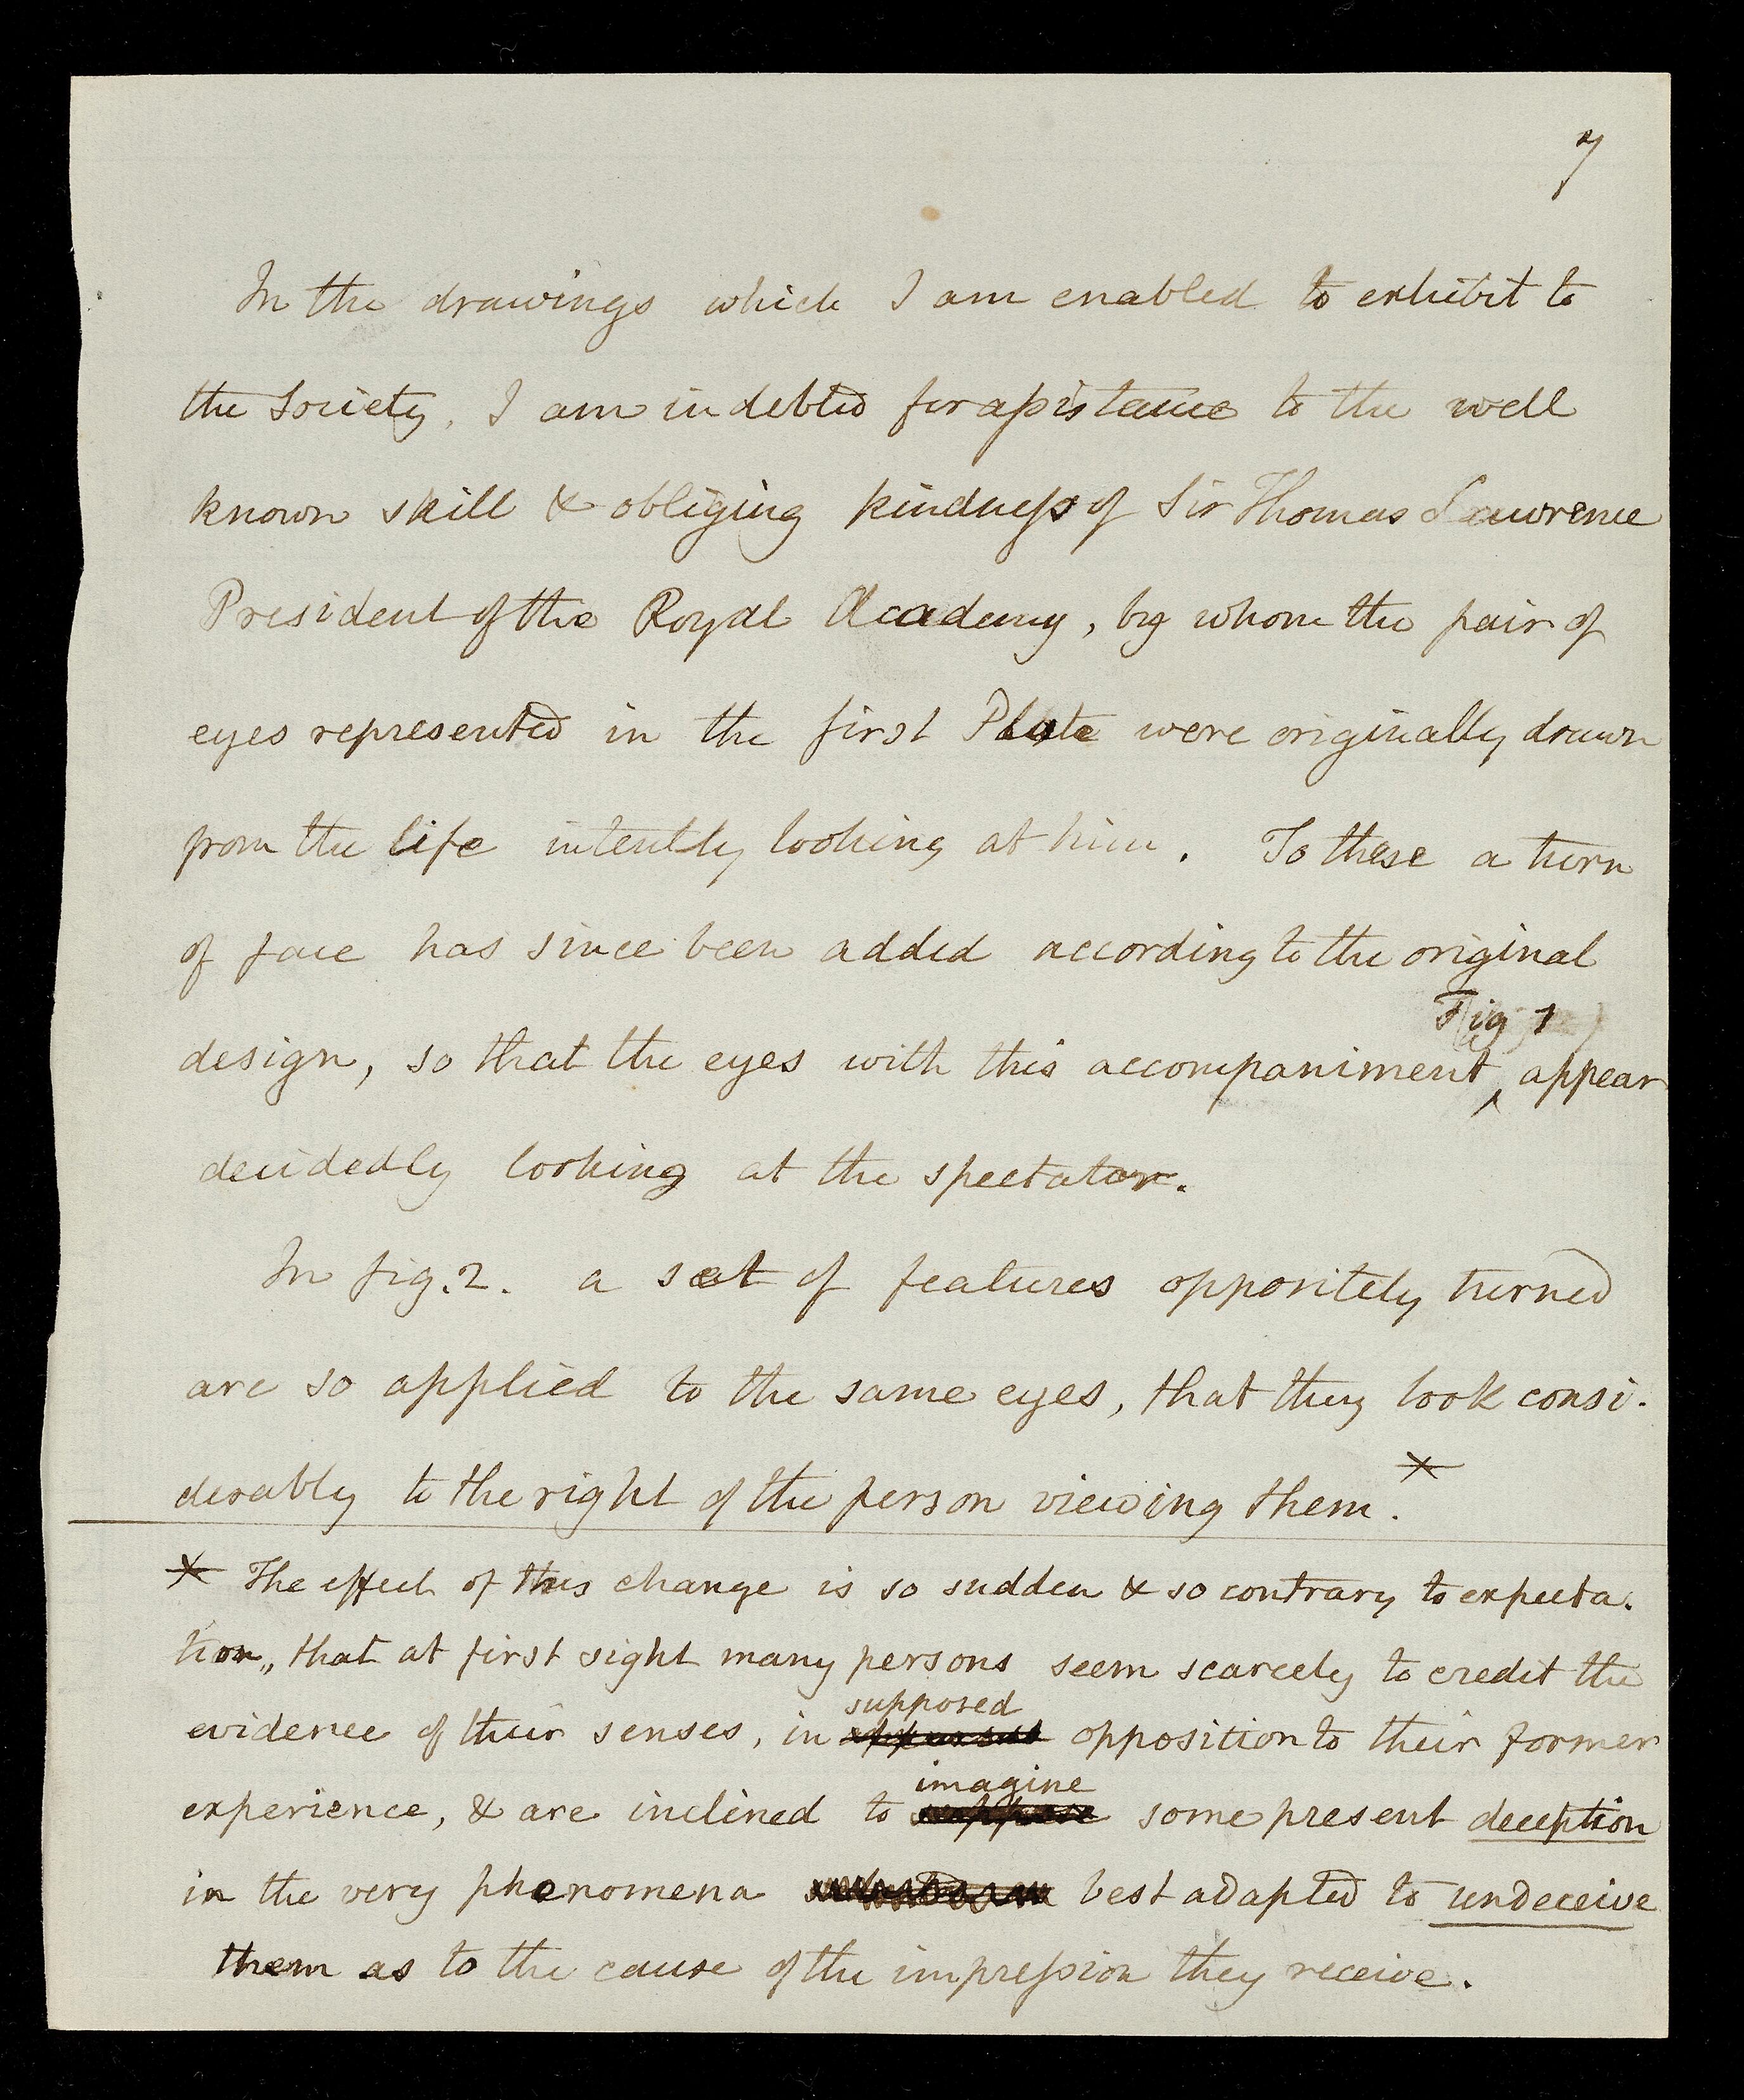 7
In the drawings which I am enabled to exhibit to
the Society, I am indebted for assistance to the well
known skill & obliging kindness of Sir Thomas Lawrence
President of the Royal Academy, by whom the pair of
eyes represented in the first Plate were originally drawn
from the life intently looking at him. To these a turn
of face has since been added according to the original
Fig 1
design, so that the eyes with this accompaniment ‸ appear
decidedly looking at the spectator.
In fig. 2. a set of features oppositely turned
are so applied to the same eyes, that they look consi-
derably to the right of the person viewing them. *
* The effect of this change is so sudden & so contrary to expecta-
tion, that at first sight many persons seem scarcely to credit the
supposed
evidence of their senses, in apparent opposition to their former
imagine
experience, & are inclined to suppose some present deception
in the very phenomena best adapted to undeceive
them as to the cause of the impression they receive.